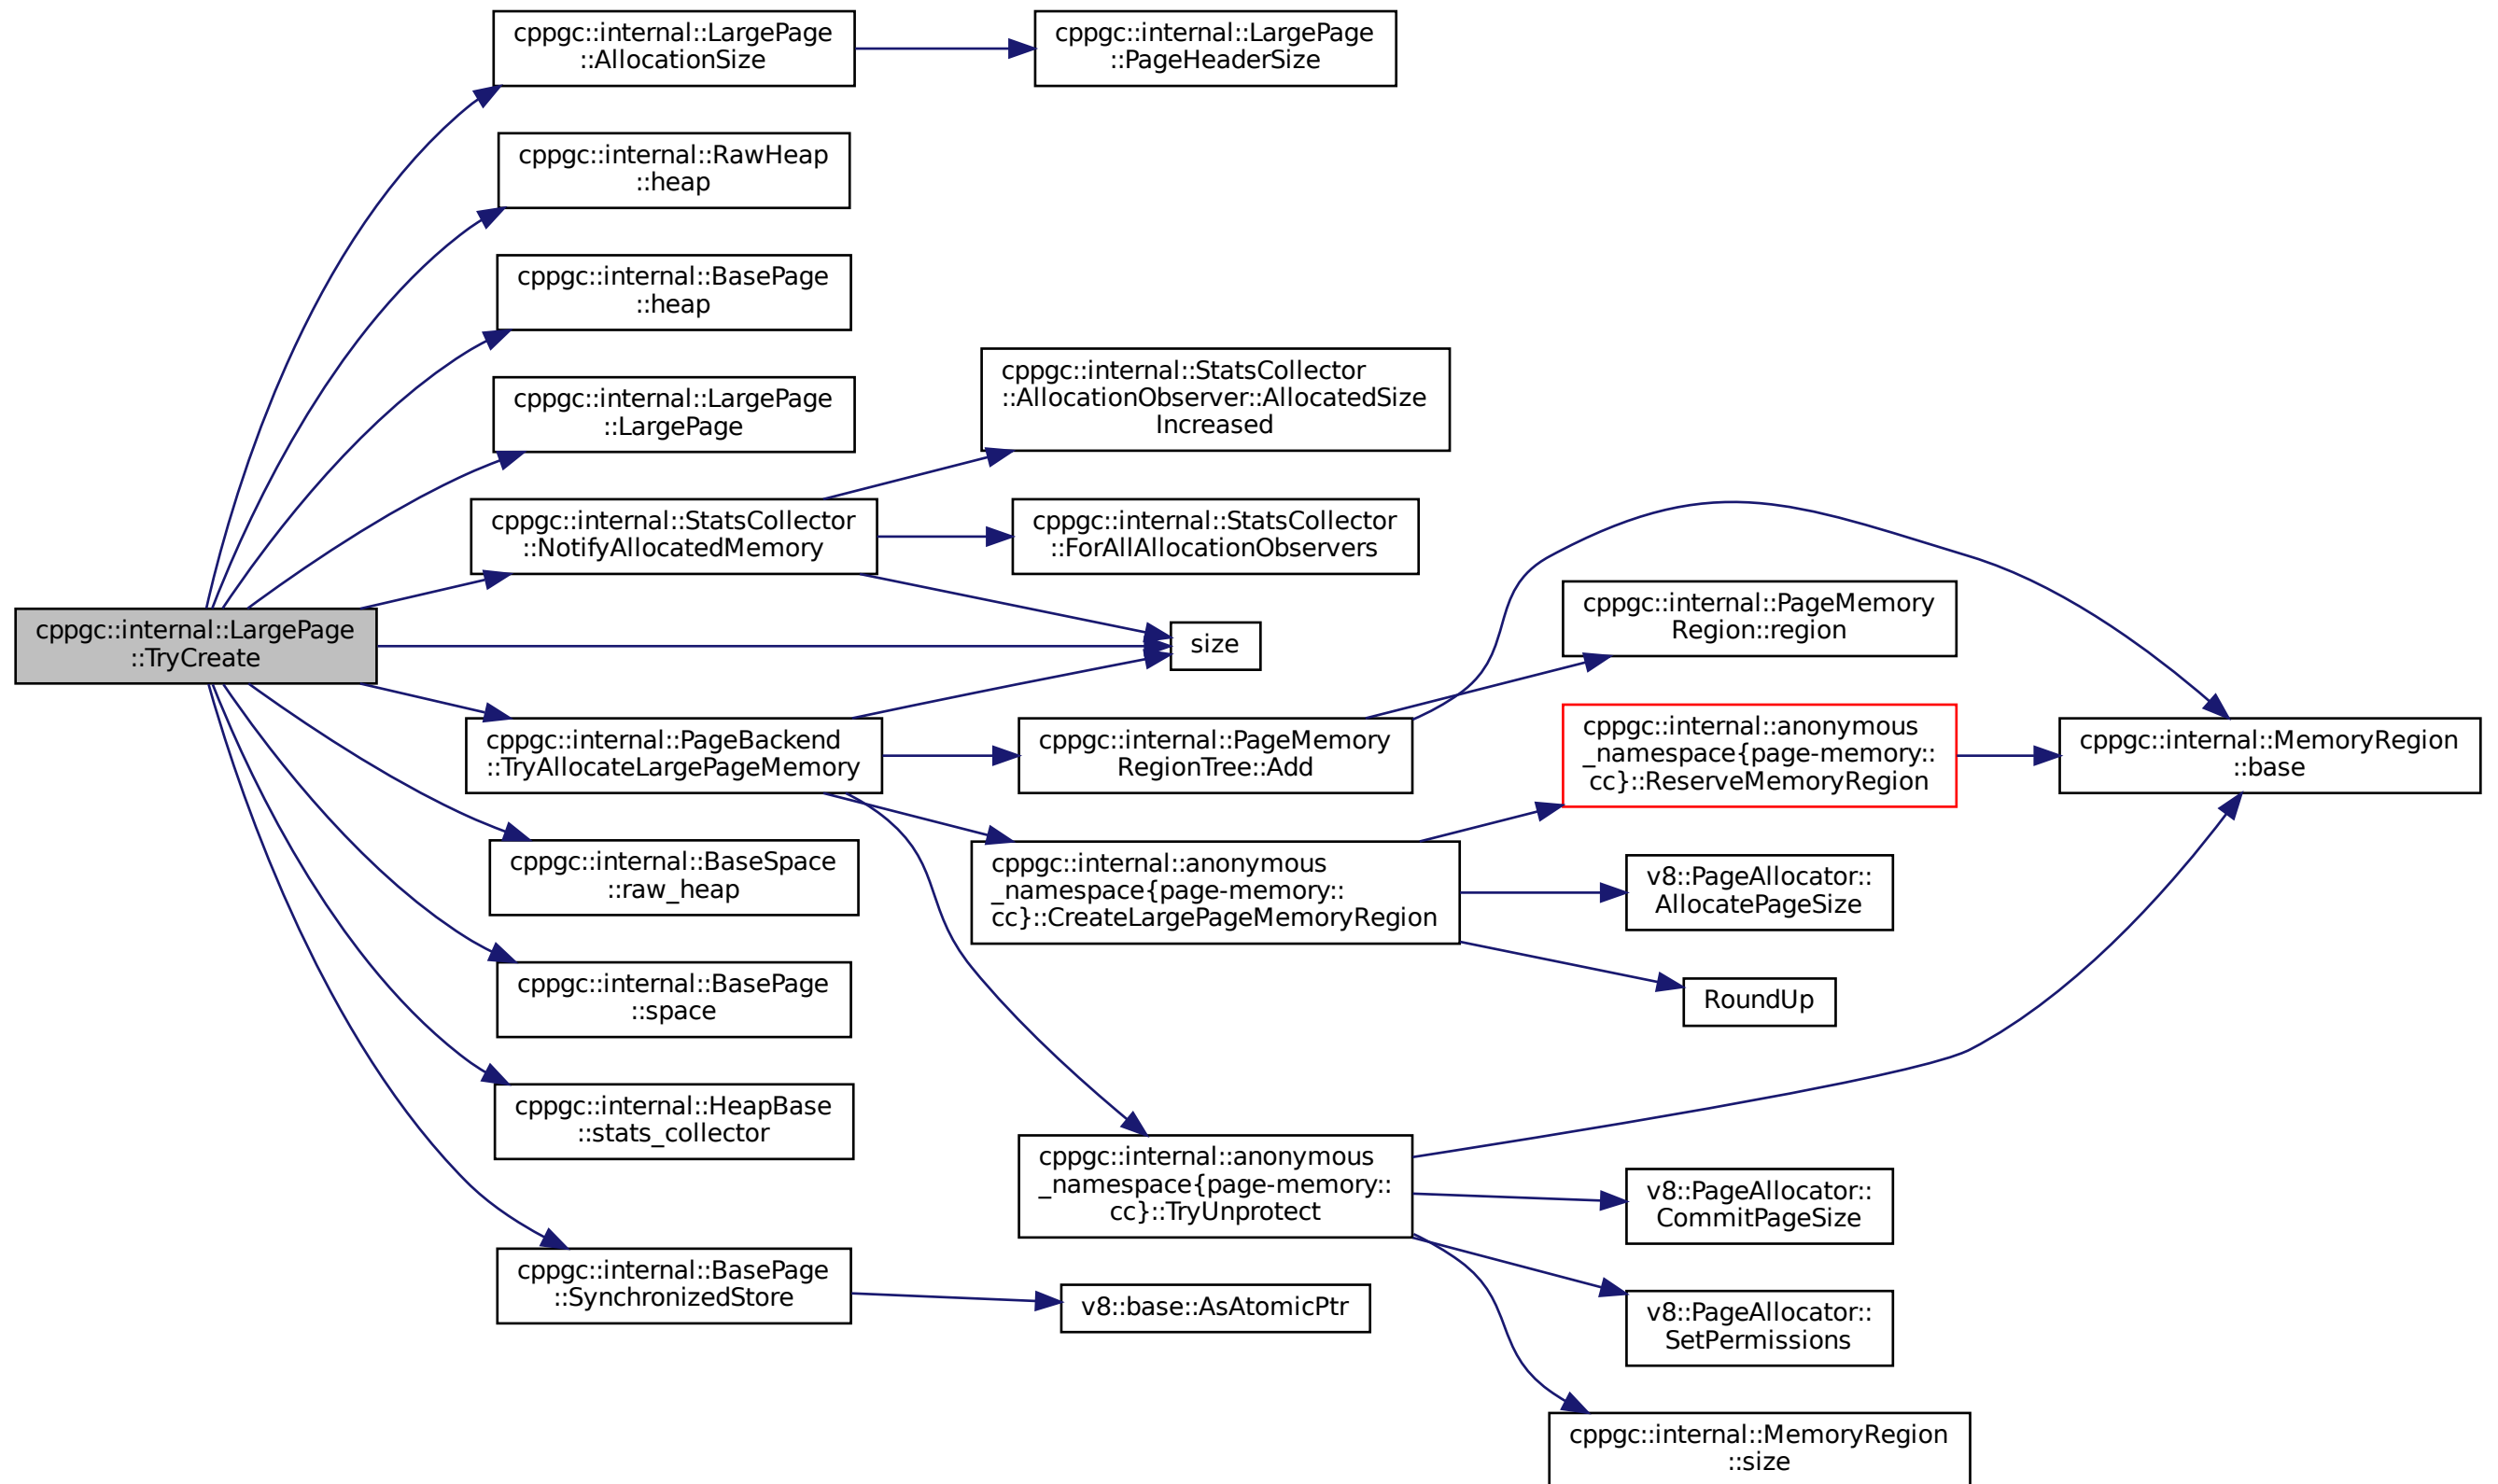 cppgc::internal::LargePage
::TryCreate
cppgc::internal::LargePage
::AllocationSize
cppgc::internal::LargePage
::PageHeaderSize
cppgc::internal::RawHeap
::heap
cppgc::internal::BasePage
::heap
cppgc::internal::LargePage
::LargePage
cppgc::internal::StatsCollector
::NotifyAllocatedMemory
cppgc::internal::StatsCollector
::AllocationObserver::AllocatedSize
Increased
cppgc::internal::StatsCollector
::ForAllAllocationObservers
size
cppgc::internal::PageBackend
::TryAllocateLargePageMemory
cppgc::internal::PageMemory
RegionTree::Add
cppgc::internal::PageMemory
Region::region
cppgc::internal::MemoryRegion
::base
cppgc::internal::anonymous
_namespace{page-memory::
cc}::CreateLargePageMemoryRegion
cppgc::internal::anonymous
_namespace{page-memory::
cc}::ReserveMemoryRegion
v8::PageAllocator::
AllocatePageSize
RoundUp
cppgc::internal::anonymous
_namespace{page-memory::
cc}::TryUnprotect
v8::PageAllocator::
CommitPageSize
v8::PageAllocator::
SetPermissions
cppgc::internal::MemoryRegion
::size
cppgc::internal::BaseSpace
::raw_heap
cppgc::internal::BasePage
::space
cppgc::internal::HeapBase
::stats_collector
cppgc::internal::BasePage
::SynchronizedStore
v8::base::AsAtomicPtr